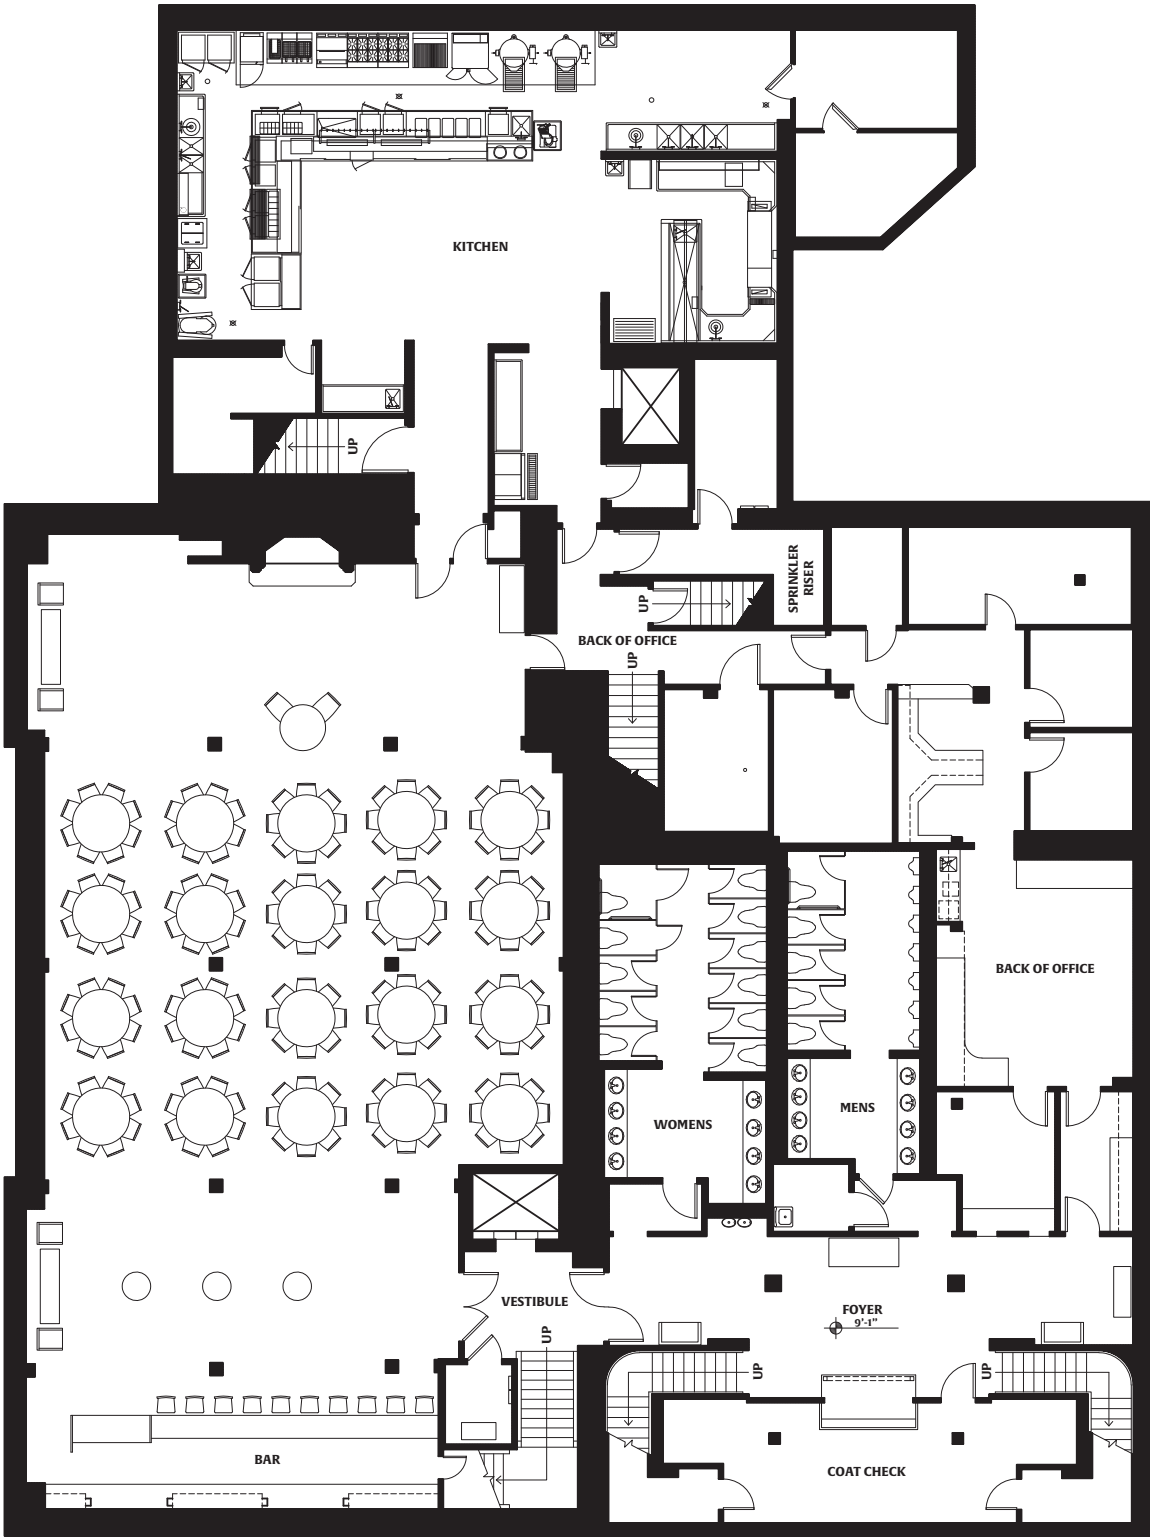 KITCHEN
UP
SPRINKLER
RISER
UP
BACK OF OFFICE
UP
BACK OF OFFICE
MENS
WOMENS
VESTIBULE
FOYER
9'-1"
UP
UP
UP
BAR
COAT CHECK